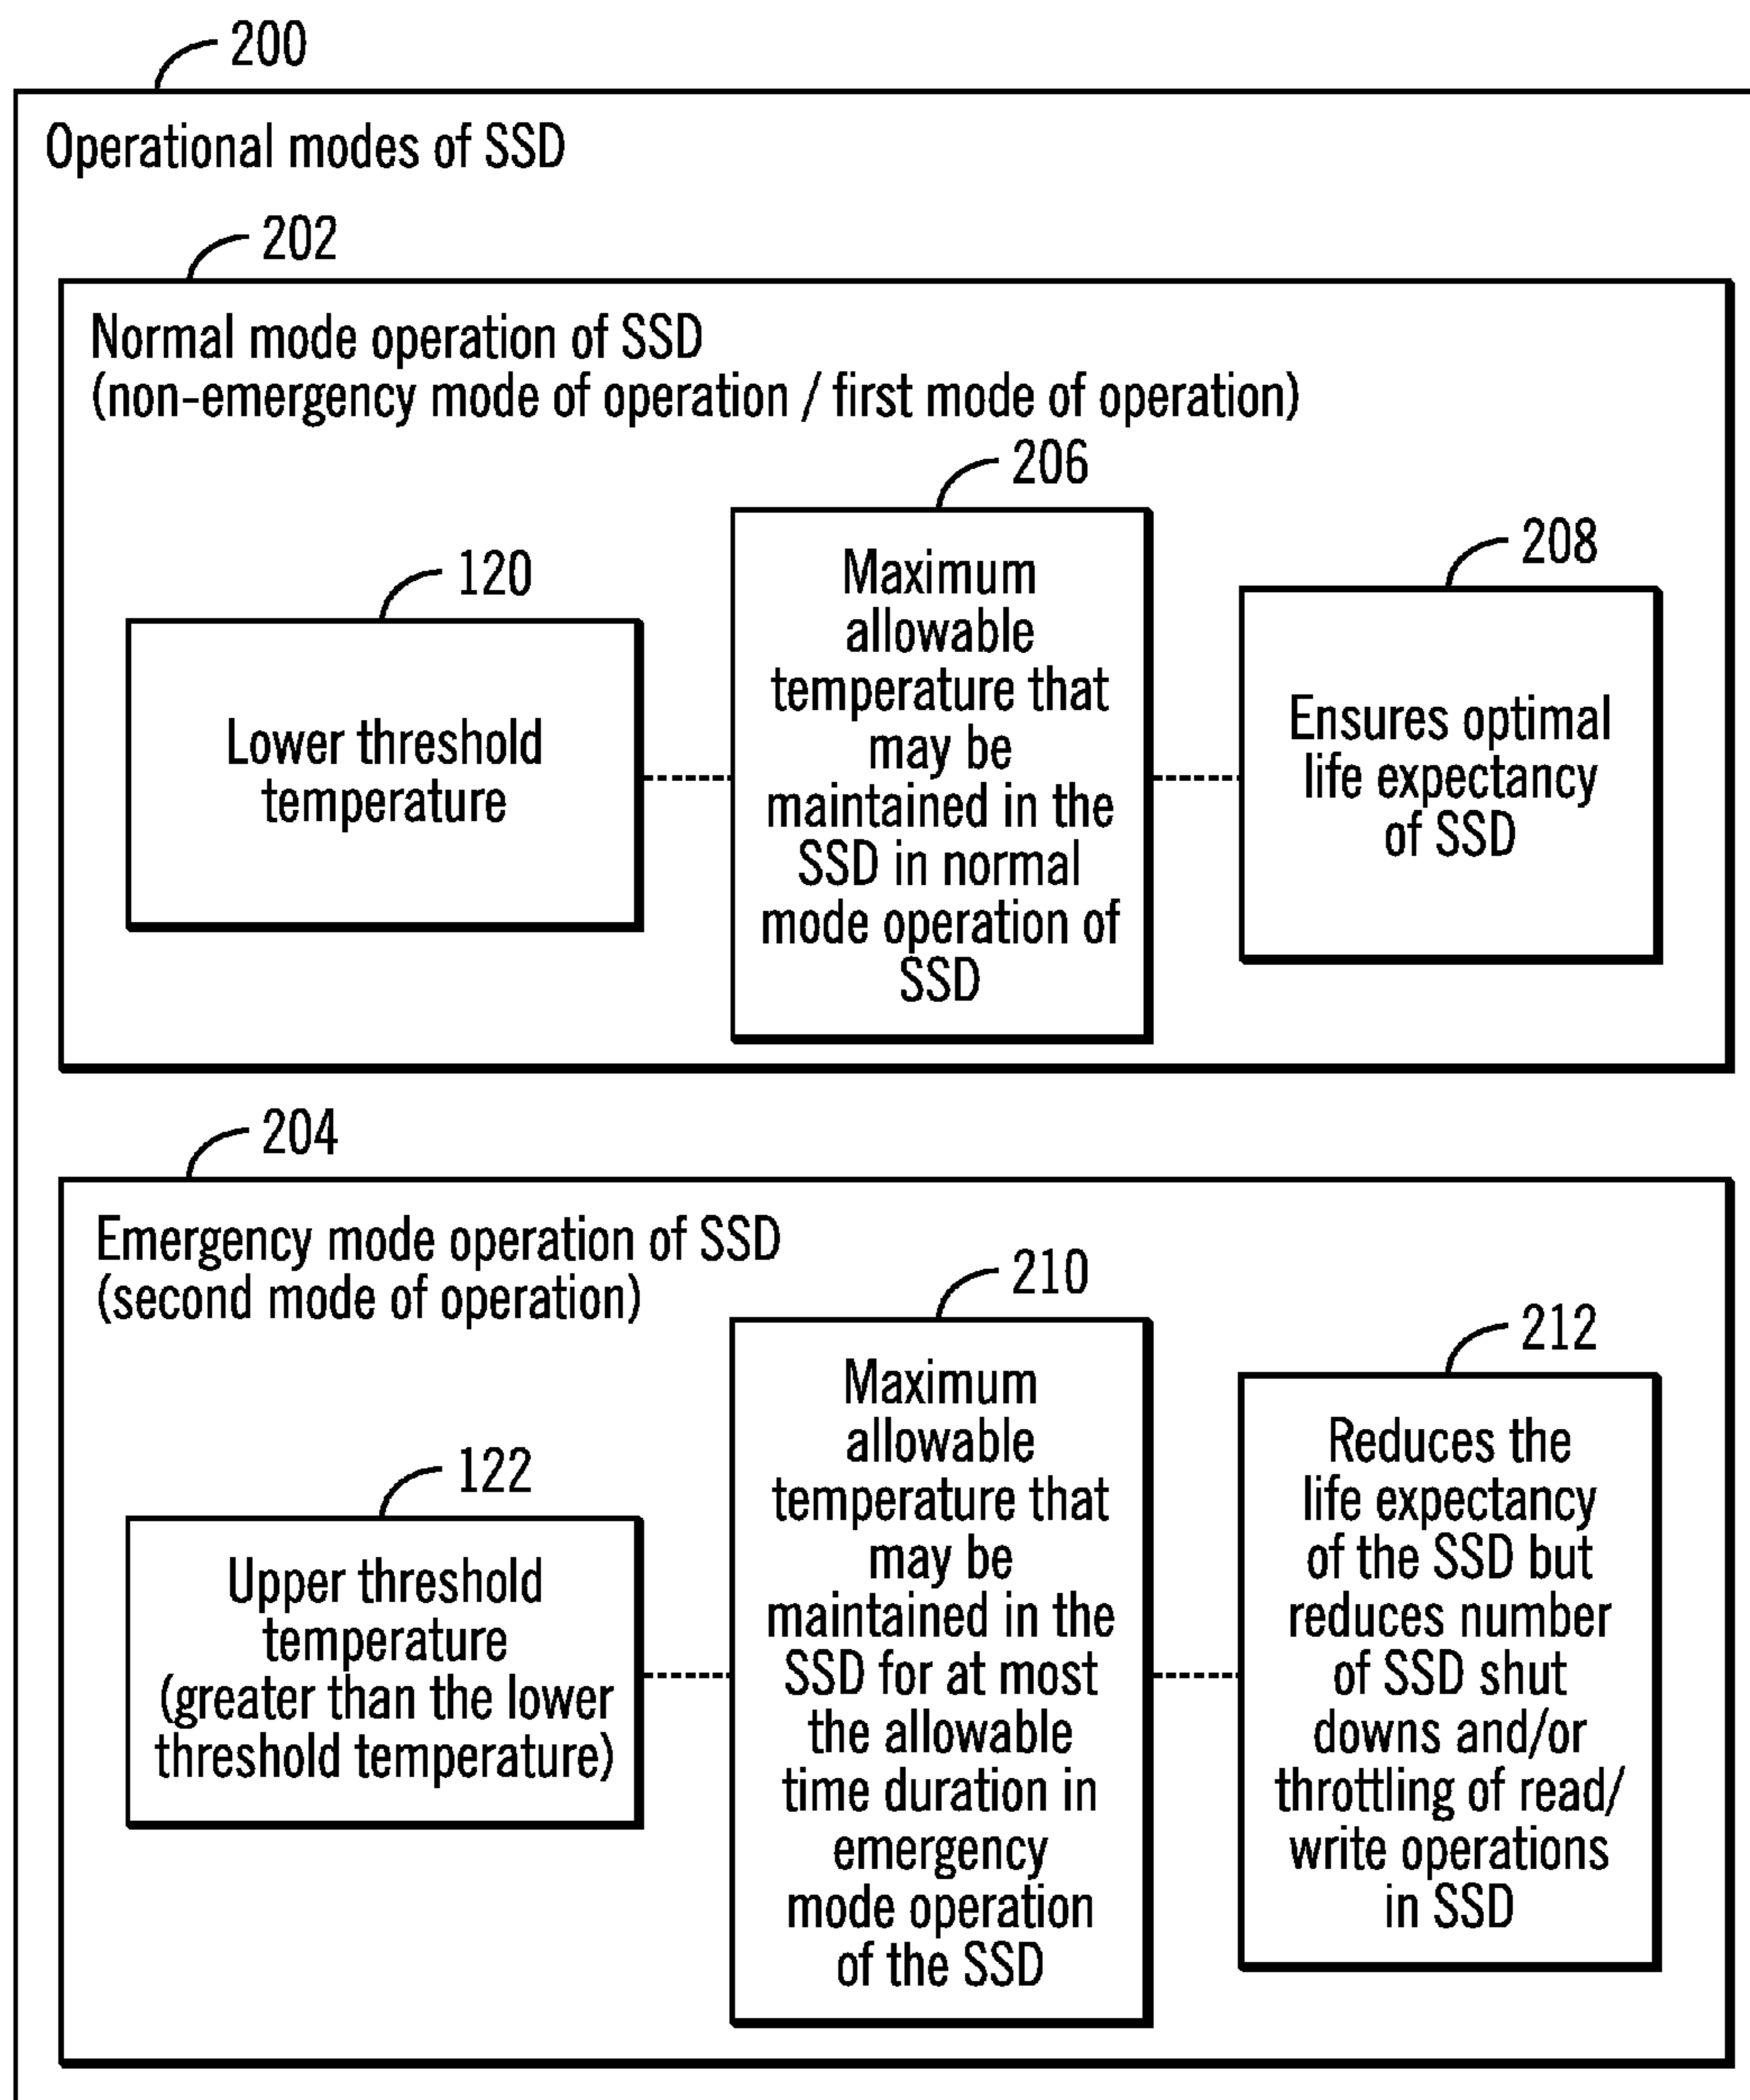 200
Operational modes of SSD
202
Normal mode operation of SSD
(non-emergency mode of operation / first mode of operation)
120
Lower threshold
temperature
206
Maximum
allowable
temperature that
may be
maintained in the
SSD in normal
mode operation of
SSD
208
Ensures optimal
life expectancy
of SSD
204
Emergency mode operation of SSD
(second mode of operation)
122
Upper threshold
temperature
(greater than the lower
threshold temperature)
210
Maximum
allowable
temperature that
may be
maintained in the
SSD for at most
the allowable
time duration in
emergency
mode operation
of the SSD
212
Reduces the
life expectancy
of the SSD but
reduces number
of SSD shut
downs and/or
throttling of read/
write operations
in SSD